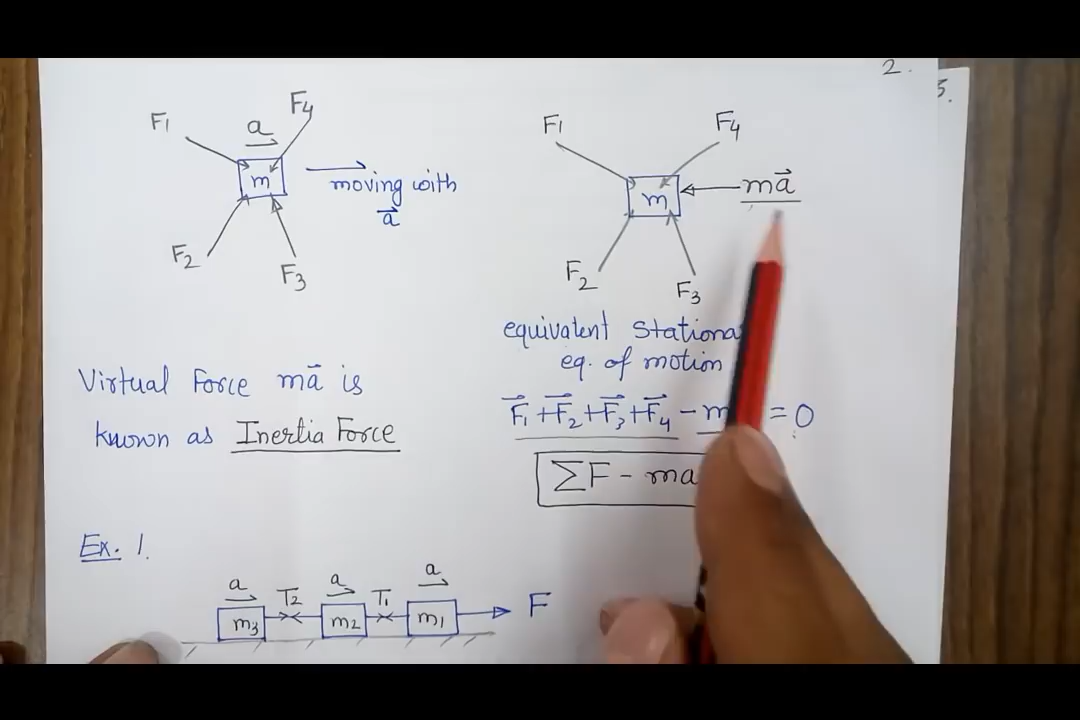 2.
3.
F1
F4
a
m
moving with
a
F2
F3
F1
F4
m
ma
F2
F3
equivalent
eq. of motion
Virtual Force ma is
known as Inertia Force
F1 + F2 + F3 + F4 - = 0
ΣF - ma
Ex. 1.
a
a
a
m3
T2
m2
T1
m1
F